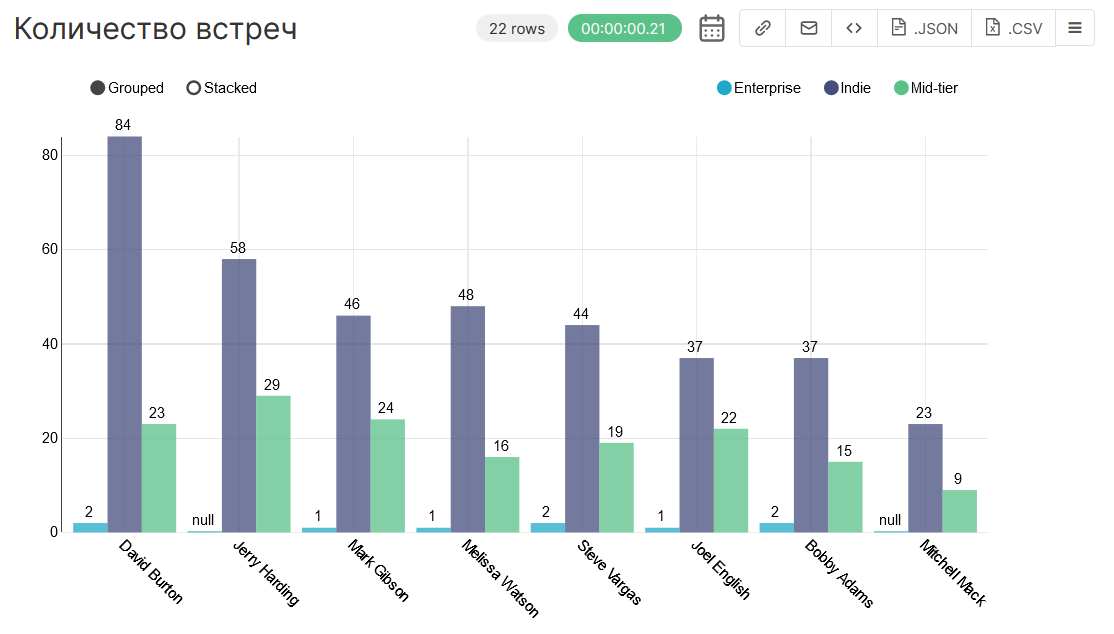 Количество встреч
22 rows
00:00:00.21
.JSON
.CSV
Grouped
Stacked
Enterprise
Indie
Mid-tier
80
60
40
20
0
2
84
23
null
58
29
1
46
24
1
48
16
2
44
19
1
37
22
2
37
15
null
23
9
David Burton
Jerry Harding
Mark Gibson
Melissa Watson
Steve Vargas
Joel English
Bobby Adams
Mitchell Mack